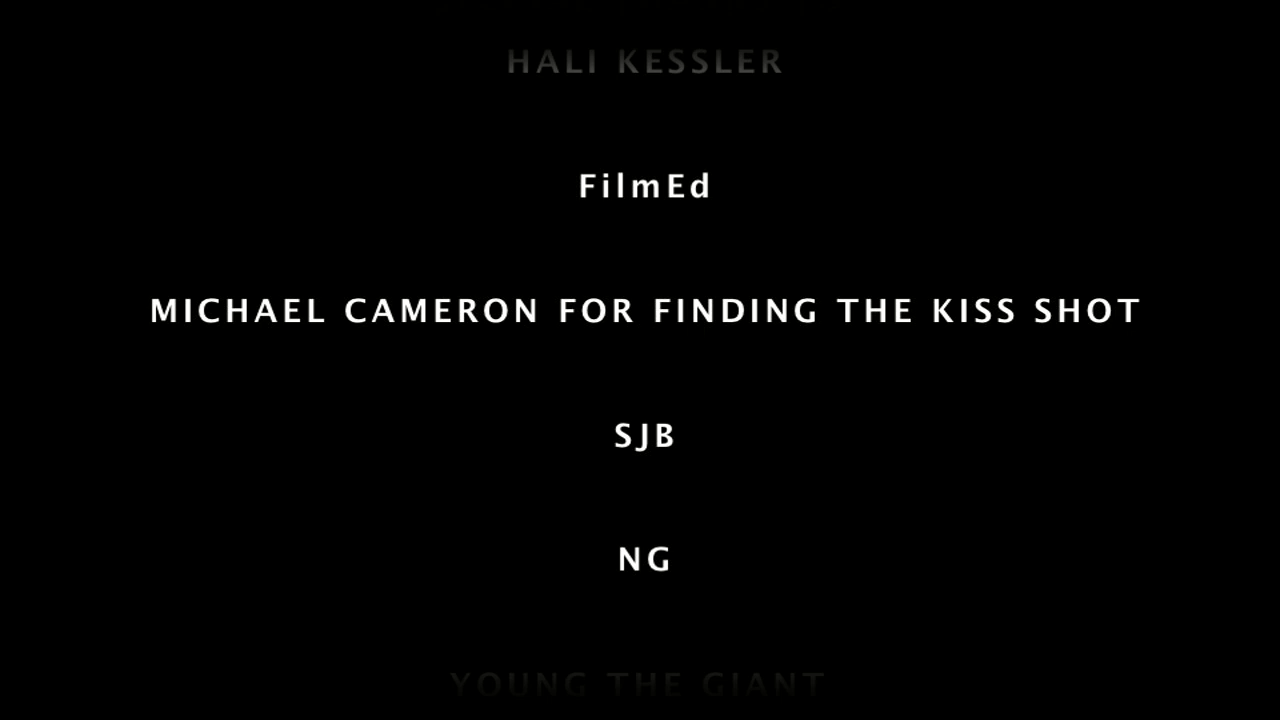 HALI KESSLER
FilmEd
MICHAEL CAMERON FOR FINDING THE KISS SHOT
SJB
NG
YOUNG THE GIANT